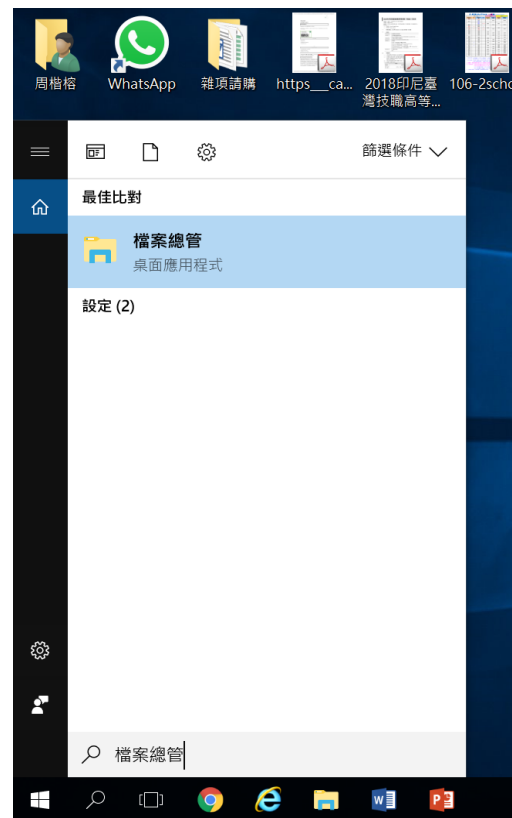 周楷榕
WhatsApp
雜項請購
https___ca...
2018印尼臺
灣技職高等...
106-2scho
篩選條件
最佳比對
檔案總管
桌面應用程式
設定 (2)
檔案總管